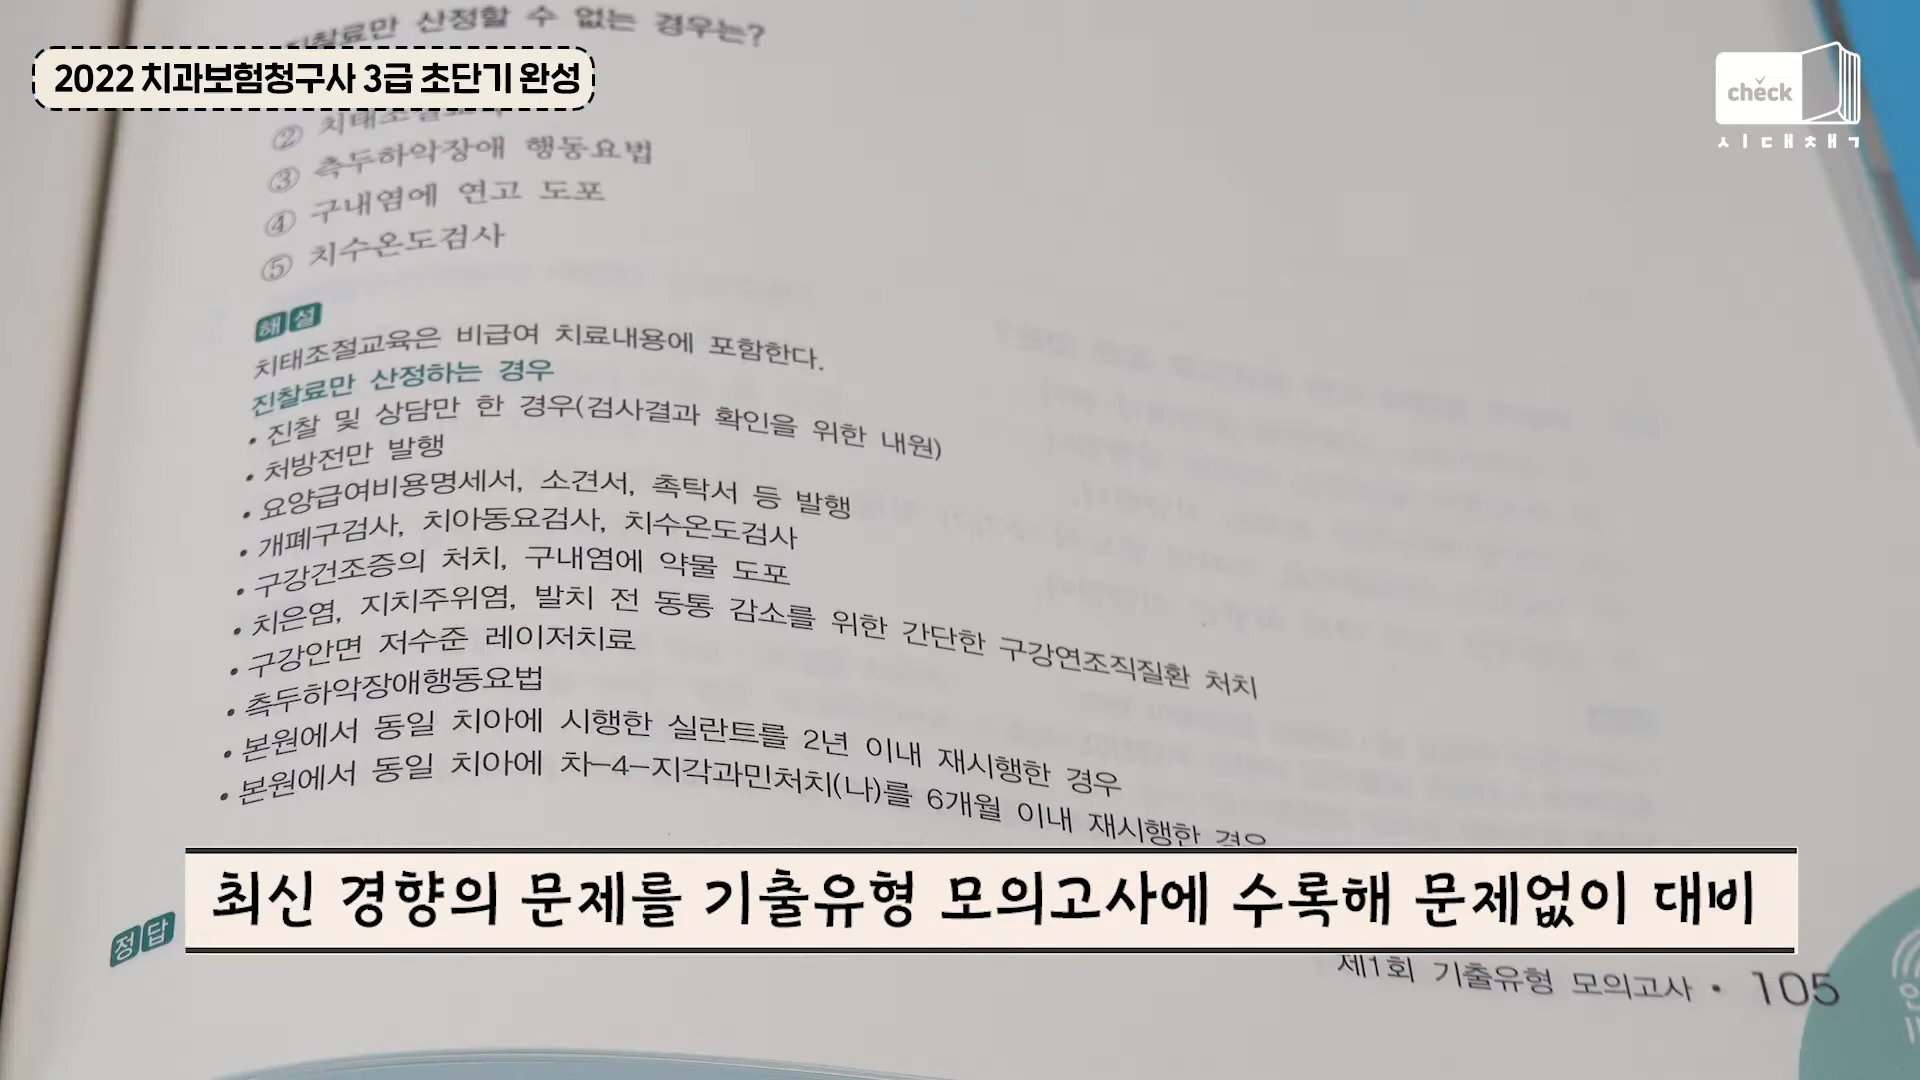 진찰료만 산정할 수 없는 경우는?
2022 치과보험청구사 3급 초단기 완성
check
시대채ㄱ
② 치태조절교육
③ 측두하악장애 행동요법
④ 구내염에 연고 도포
⑤ 치수온도검사
해설
치태조절교육은 비급여 치료내용에 포함한다.
진찰료만 산정하는 경우
• 진찰 및 상담만 한 경우(검사결과 확인을 위한 내원)
• 처방전만 발행
• 요양급여비용명세서, 소견서, 촉탁서 등 발행
• 개폐구검사, 치아동요검사, 치수온도검사
• 구강건조증의 처치, 구내염에 약물 도포
• 치은염, 지치주위염, 발치 전 동통 감소를 위한 간단한 구강연조직질환 처치
• 구강안면 저수준 레이저치료
• 측두하악장애행동요법
• 본원에서 동일 치아에 시행한 실란트를 2년 이내 재시행한 경우
• 본원에서 동일 치아에 차-4-지각과민처치(나)를 6개월 이내 재시행한 경우
최신 경향의 문제를 기출유형 모의고사에 수록해 문제없이 대비
정답
제1회 기출유형 모의고사 • 105